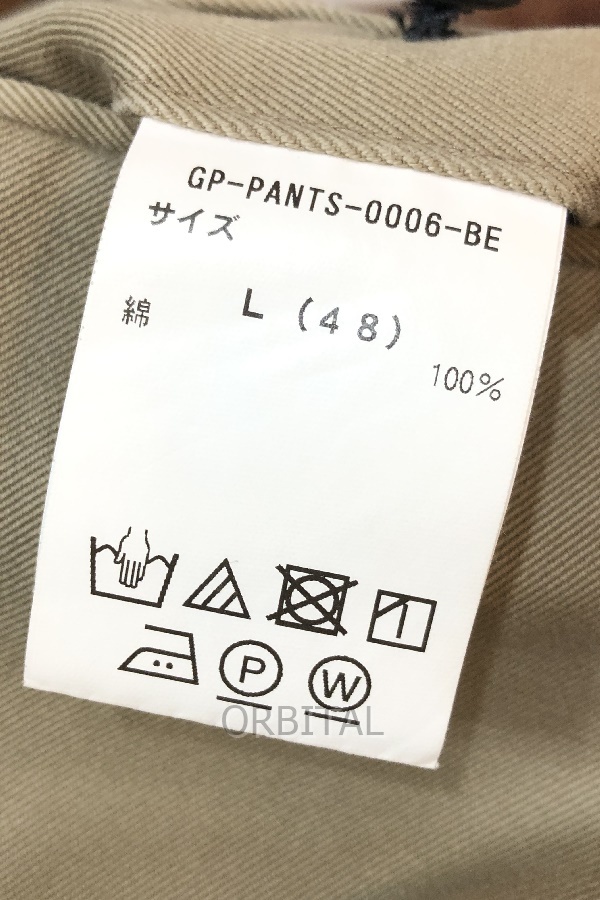 GP-PANTS-0006-BE
サイズ
L (48)
綿
100%
P
W
ORBITAL